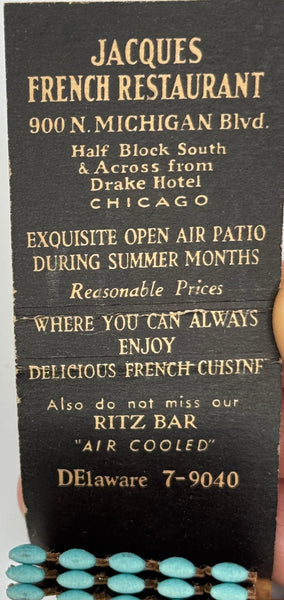 JACQUES
FRENCH RESTAURANT
900 N. MICHIGAN Blvd.
Half Block South
& Across from
Drake Hotel
CHICAGO
EXQUISITE OPEN AIR PATIO
DURING SUMMER MONTHS
Reasonable Prices
WHERE YOU CAN ALWAYS
ENJOY
DELICIOUS FRENCH CUISINE
Also do not miss our
RITZ BAR
"AIR COOLED"
DElaware 7-9040